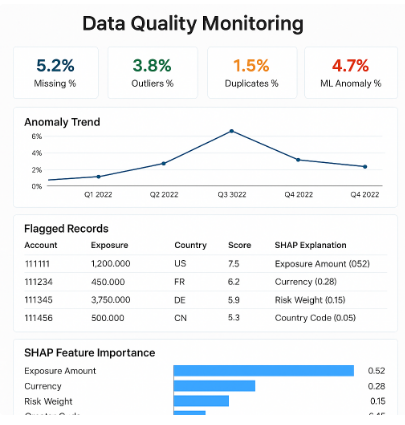 Data Quality Monitoring
5.2% 3.8% 1.5% 4.7%
Missing % Outliers % Duplicates % ML Anomaly %
Anomaly Trend
6%
4%
2%
0%
Q1 2022 Q2 2022 Q3 3022 Q4 2022 Q4 2022
Flagged Records
Account Exposure Country Score SHAP Explanation
111111 1,200.000 US 7.5 Exposure Amount (052)
111234 450.000 FR 6.2 Currency (0.28)
111345 3,750.000 DE 5.9 Risk Weight (0.15)
111456 500.000 CN 5.3 Country Code (0.05)
SHAP Feature Importance
Exposure Amount 0.52
Currency 0.28
Risk Weight 0.15